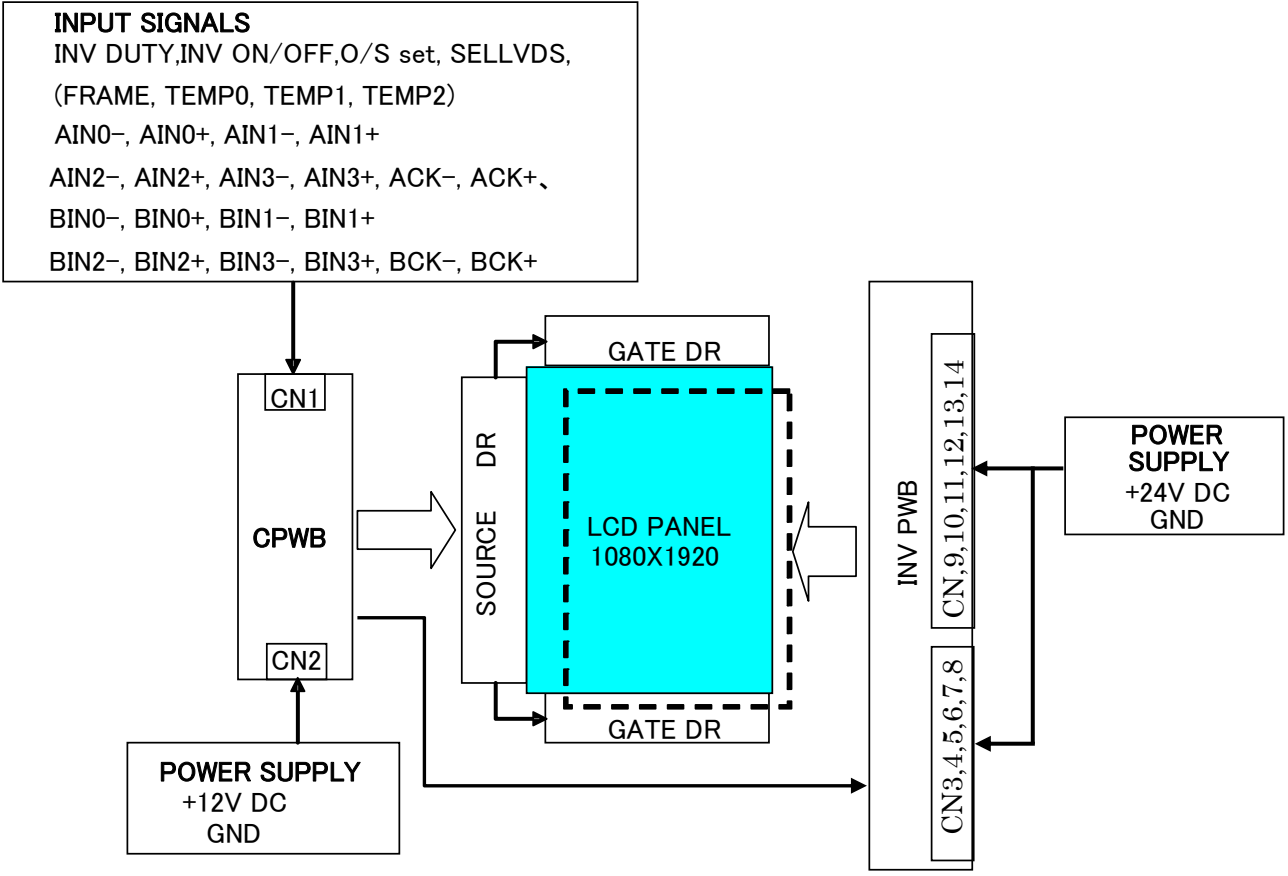 INPUT SIGNALS
INV DUTY,INV ON/OFF,O/S set, SELLVDS,
(FRAME, TEMP0, TEMP1, TEMP2)
AIN0-, AIN0+, AIN1-, AIN1+
AIN2-, AIN2+, AIN3-, AIN3+, ACK-, ACK+、
BIN0-, BIN0+, BIN1-, BIN1+
BIN2-, BIN2+, BIN3-, BIN3+, BCK-, BCK+
CN1
CPWB
CN2
POWER SUPPLY
+12V DC
GND
SOURCE DR
GATE DR
LCD PANEL
1080X1920
GATE DR
INV PWB
CN,9,10,11,12,13,14
CN3,4,5,6,7,8
POWER
SUPPLY
+24V DC
GND